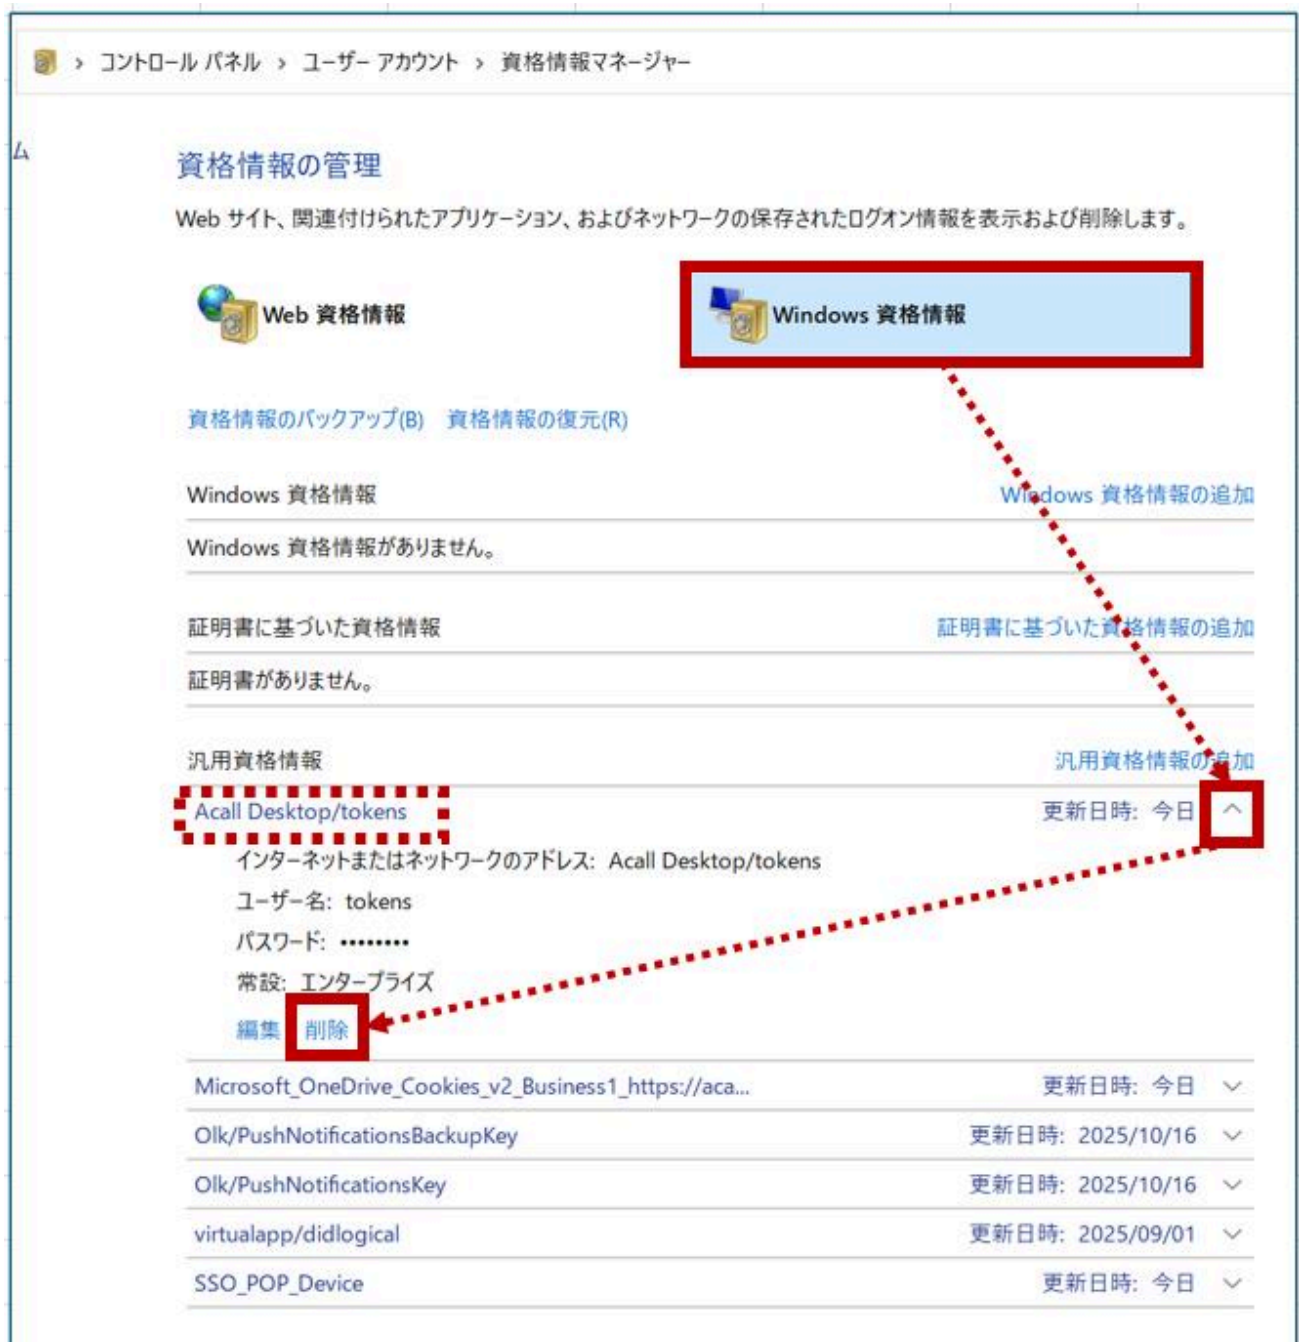 › コントロール パネル › ユーザー アカウント › 資格情報マネージャー
ム
資格情報の管理
Web サイト、関連付けられたアプリケーション、およびネットワークの保存されたログオン情報を表示および削除します。
Web 資格情報
Windows 資格情報
資格情報のバックアップ(B) 資格情報の復元(R)
Windows 資格情報 Windows 資格情報の追加
Windows 資格情報がありません。
証明書に基づいた資格情報 証明書に基づいた資格情報の追加
証明書がありません。
汎用資格情報 汎用資格情報の追加
Acall Desktop/tokens 更新日時: 今日
インターネットまたはネットワークのアドレス: Acall Desktop/tokens
ユーザー名: tokens
パスワード: ••••••••
常設: エンタープライズ
編集 削除
Microsoft_OneDrive_Cookies_v2_Business1_https://aca... 更新日時: 今日
Olk/PushNotificationsBackupKey 更新日時: 2025/10/16
Olk/PushNotificationsKey 更新日時: 2025/10/16
virtualapp/didlogical 更新日時: 2025/09/01
SSO_POP_Device 更新日時: 今日